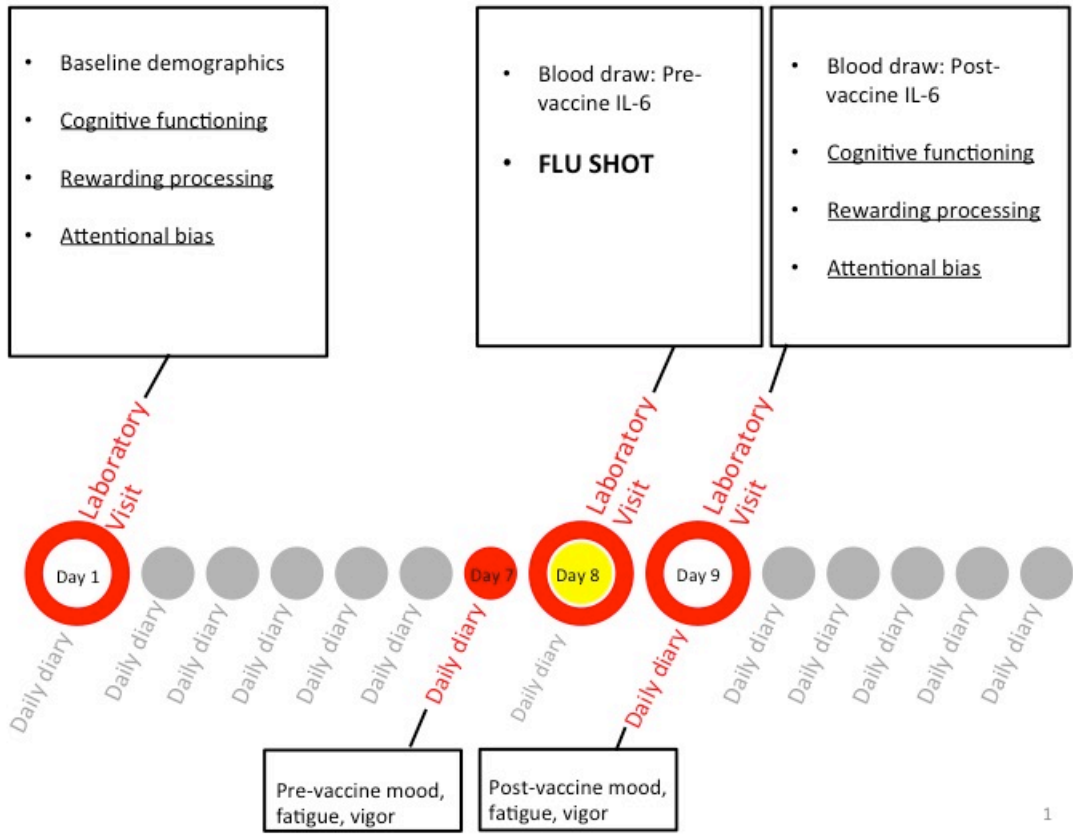 • Baseline demographics
• Cognitive functioning
• Rewarding processing
• Attentional bias
• Blood draw: Pre-
vaccine IL-6
• FLU SHOT
• Blood draw: Post-
vaccine IL-6
• Cognitive functioning
• Rewarding processing
• Attentional bias
Laboratory
Visit
Laboratory
Visit
Laboratory
Visit
Day 1
Day 7
Day 8
Day 9
Daily diary
Daily diary
Daily diary
Daily diary
Daily diary
Daily diary
Daily diary
Daily diary
Daily diary
Daily diary
Daily diary
Daily diary
Daily diary
Daily diary
Pre-vaccine mood,
fatigue, vigor
Post-vaccine mood,
fatigue, vigor
1